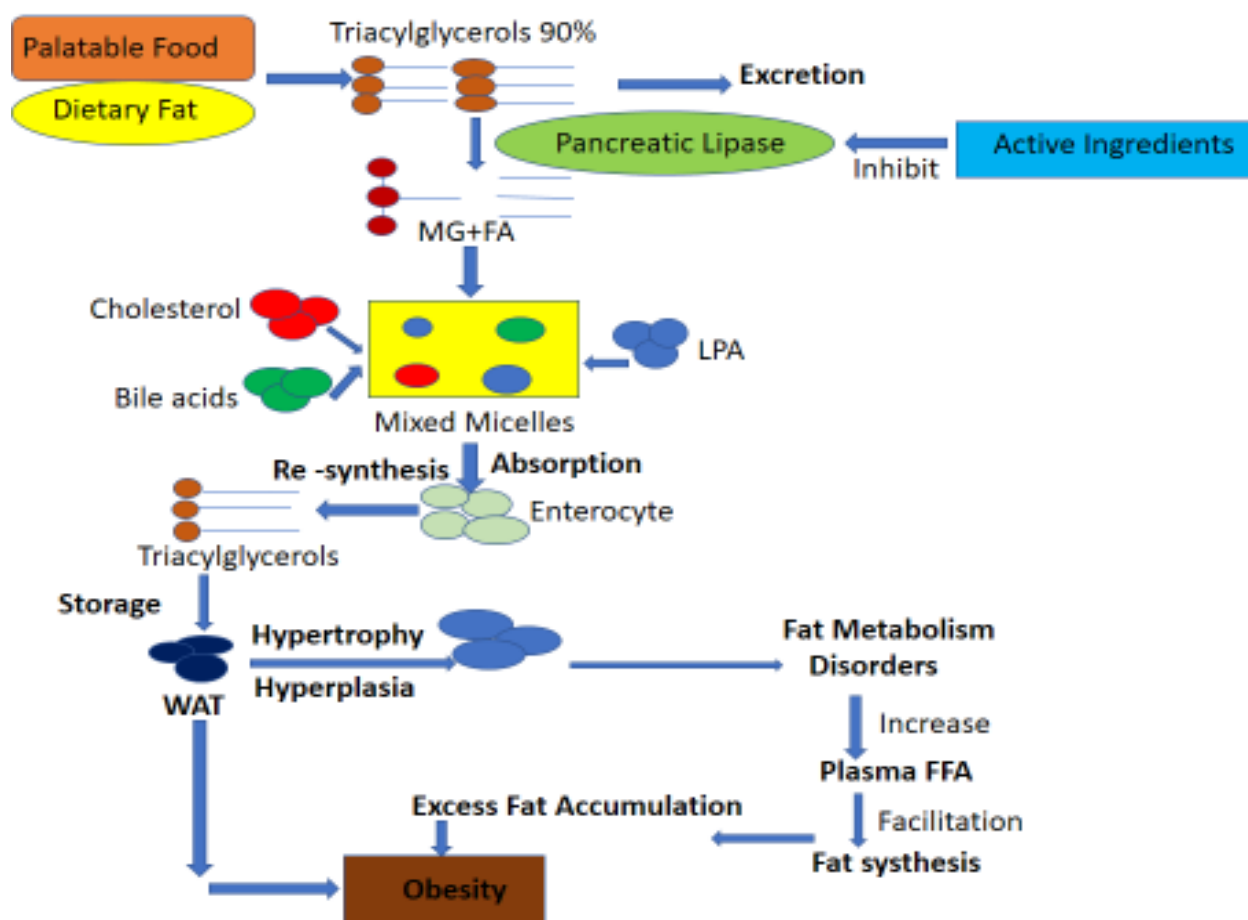 Triacylglycerols 90%
Palatable Food
Excretion
Dietary Fat
Pancreatic Lipase
Active Ingredients
Inhibit
MG+FA
Cholesterol
LPA
Bile acids
Mixed Micelles
Re -synthesis
Absorption
Enterocyte
Triacylglycerols
Storage
Hypertrophy
Fat Metabolism
Disorders
Hyperplasia
WAT
Increase
Plasma FFA
Excess Fat Accumulation
Facilitation
Fat systhesis
Obesity